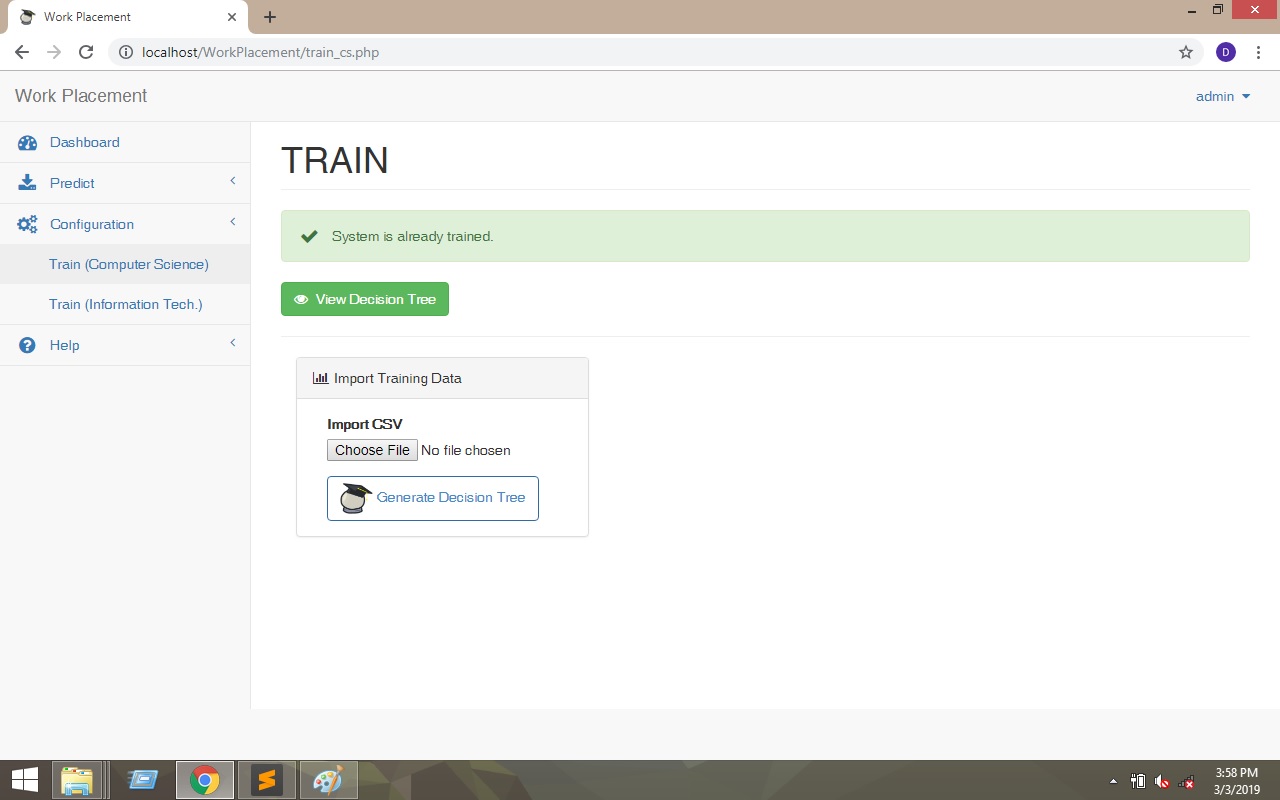 Work Placement
localhost/WorkPlacement/train_cs.php
D
Work Placement
admin
Dashboard
Predict
Configuration
Train (Computer Science)
Train (Information Tech.)
Help
TRAIN
System is already trained.
View Decision Tree
Import Training Data
Import CSV
Choose File No file chosen
Generate Decision Tree
3:58 PM
3/3/2019